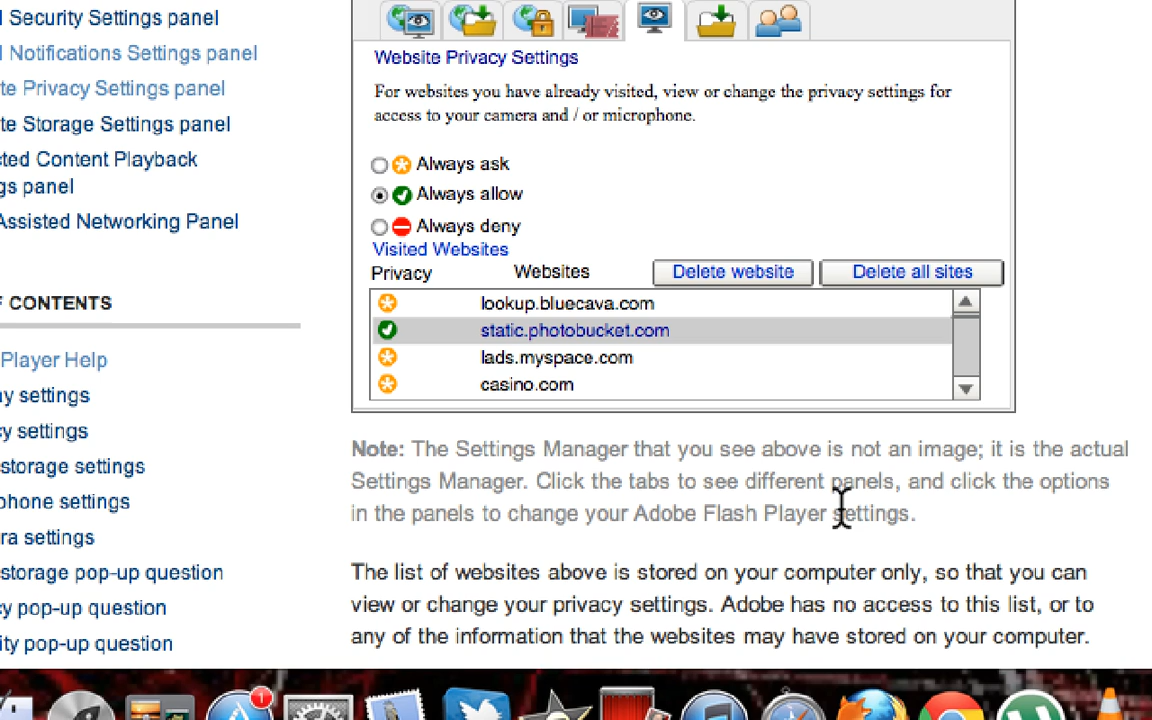 l Security Settings panel
l Notifications Settings panel
te Privacy Settings panel
te Storage Settings panel
cted Content Playback
gs panel
Assisted Networking Panel
F CONTENTS
Player Help
ay settings
cy settings
storage settings
phone settings
ra settings
storage pop-up question
cy pop-up question
ity pop-up question
Website Privacy Settings
For websites you have already visited, view or change the privacy settings for
access to your camera and / or microphone.
Always ask
Always allow
Always deny
Visited Websites
Privacy Websites Delete website Delete all sites
lookup.bluecava.com
static.photobucket.com
lads.myspace.com
casino.com
Note: The Settings Manager that you see above is not an image; it is the actual
Settings Manager. Click the tabs to see different panels, and click the options
in the panels to change your Adobe Flash Player settings.
The list of websites above is stored on your computer only, so that you can
view or change your privacy settings. Adobe has no access to this list, or to
any of the information that the websites may have stored on your computer.
1